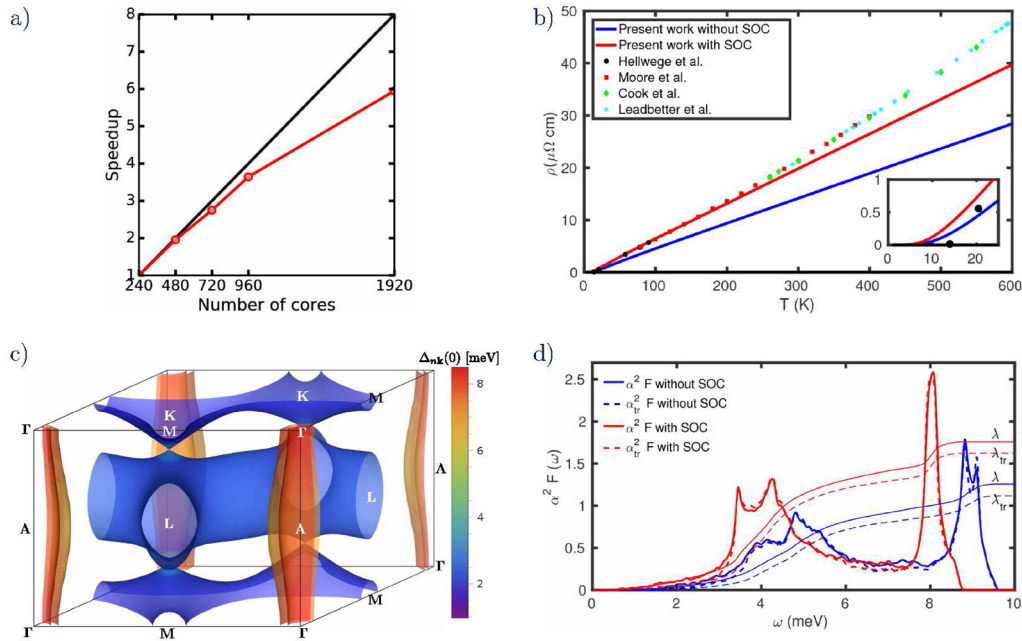 a)
8
7
6
5
4
3
2
1
Speedup
240 480 720 960 1920
Number of cores
b)
50
40
30
20
10
0
ρ(μΩ cm)
Present work without SOC
Present work with SOC
Hellwege et al.
Moore et al.
Cook et al.
Leadbetter et al.
1
0.5
0
0 10 20
0 100 200 300 400 500 600
T (K)
c)
Δnk(0) [meV]
8
6
4
2
K
K
M
M
Γ
Γ
Γ
A
L
L
A
A
Γ
M
M
Γ
Γ
d)
2.5
2.0
1.5
1.0
0.5
0
α² F (ω)
α² F without SOC
α²tr F without SOC
α² F with SOC
α²tr F with SOC
λ
λtr
λ
λtr
0 2 4 6 8 10
ω (meV)